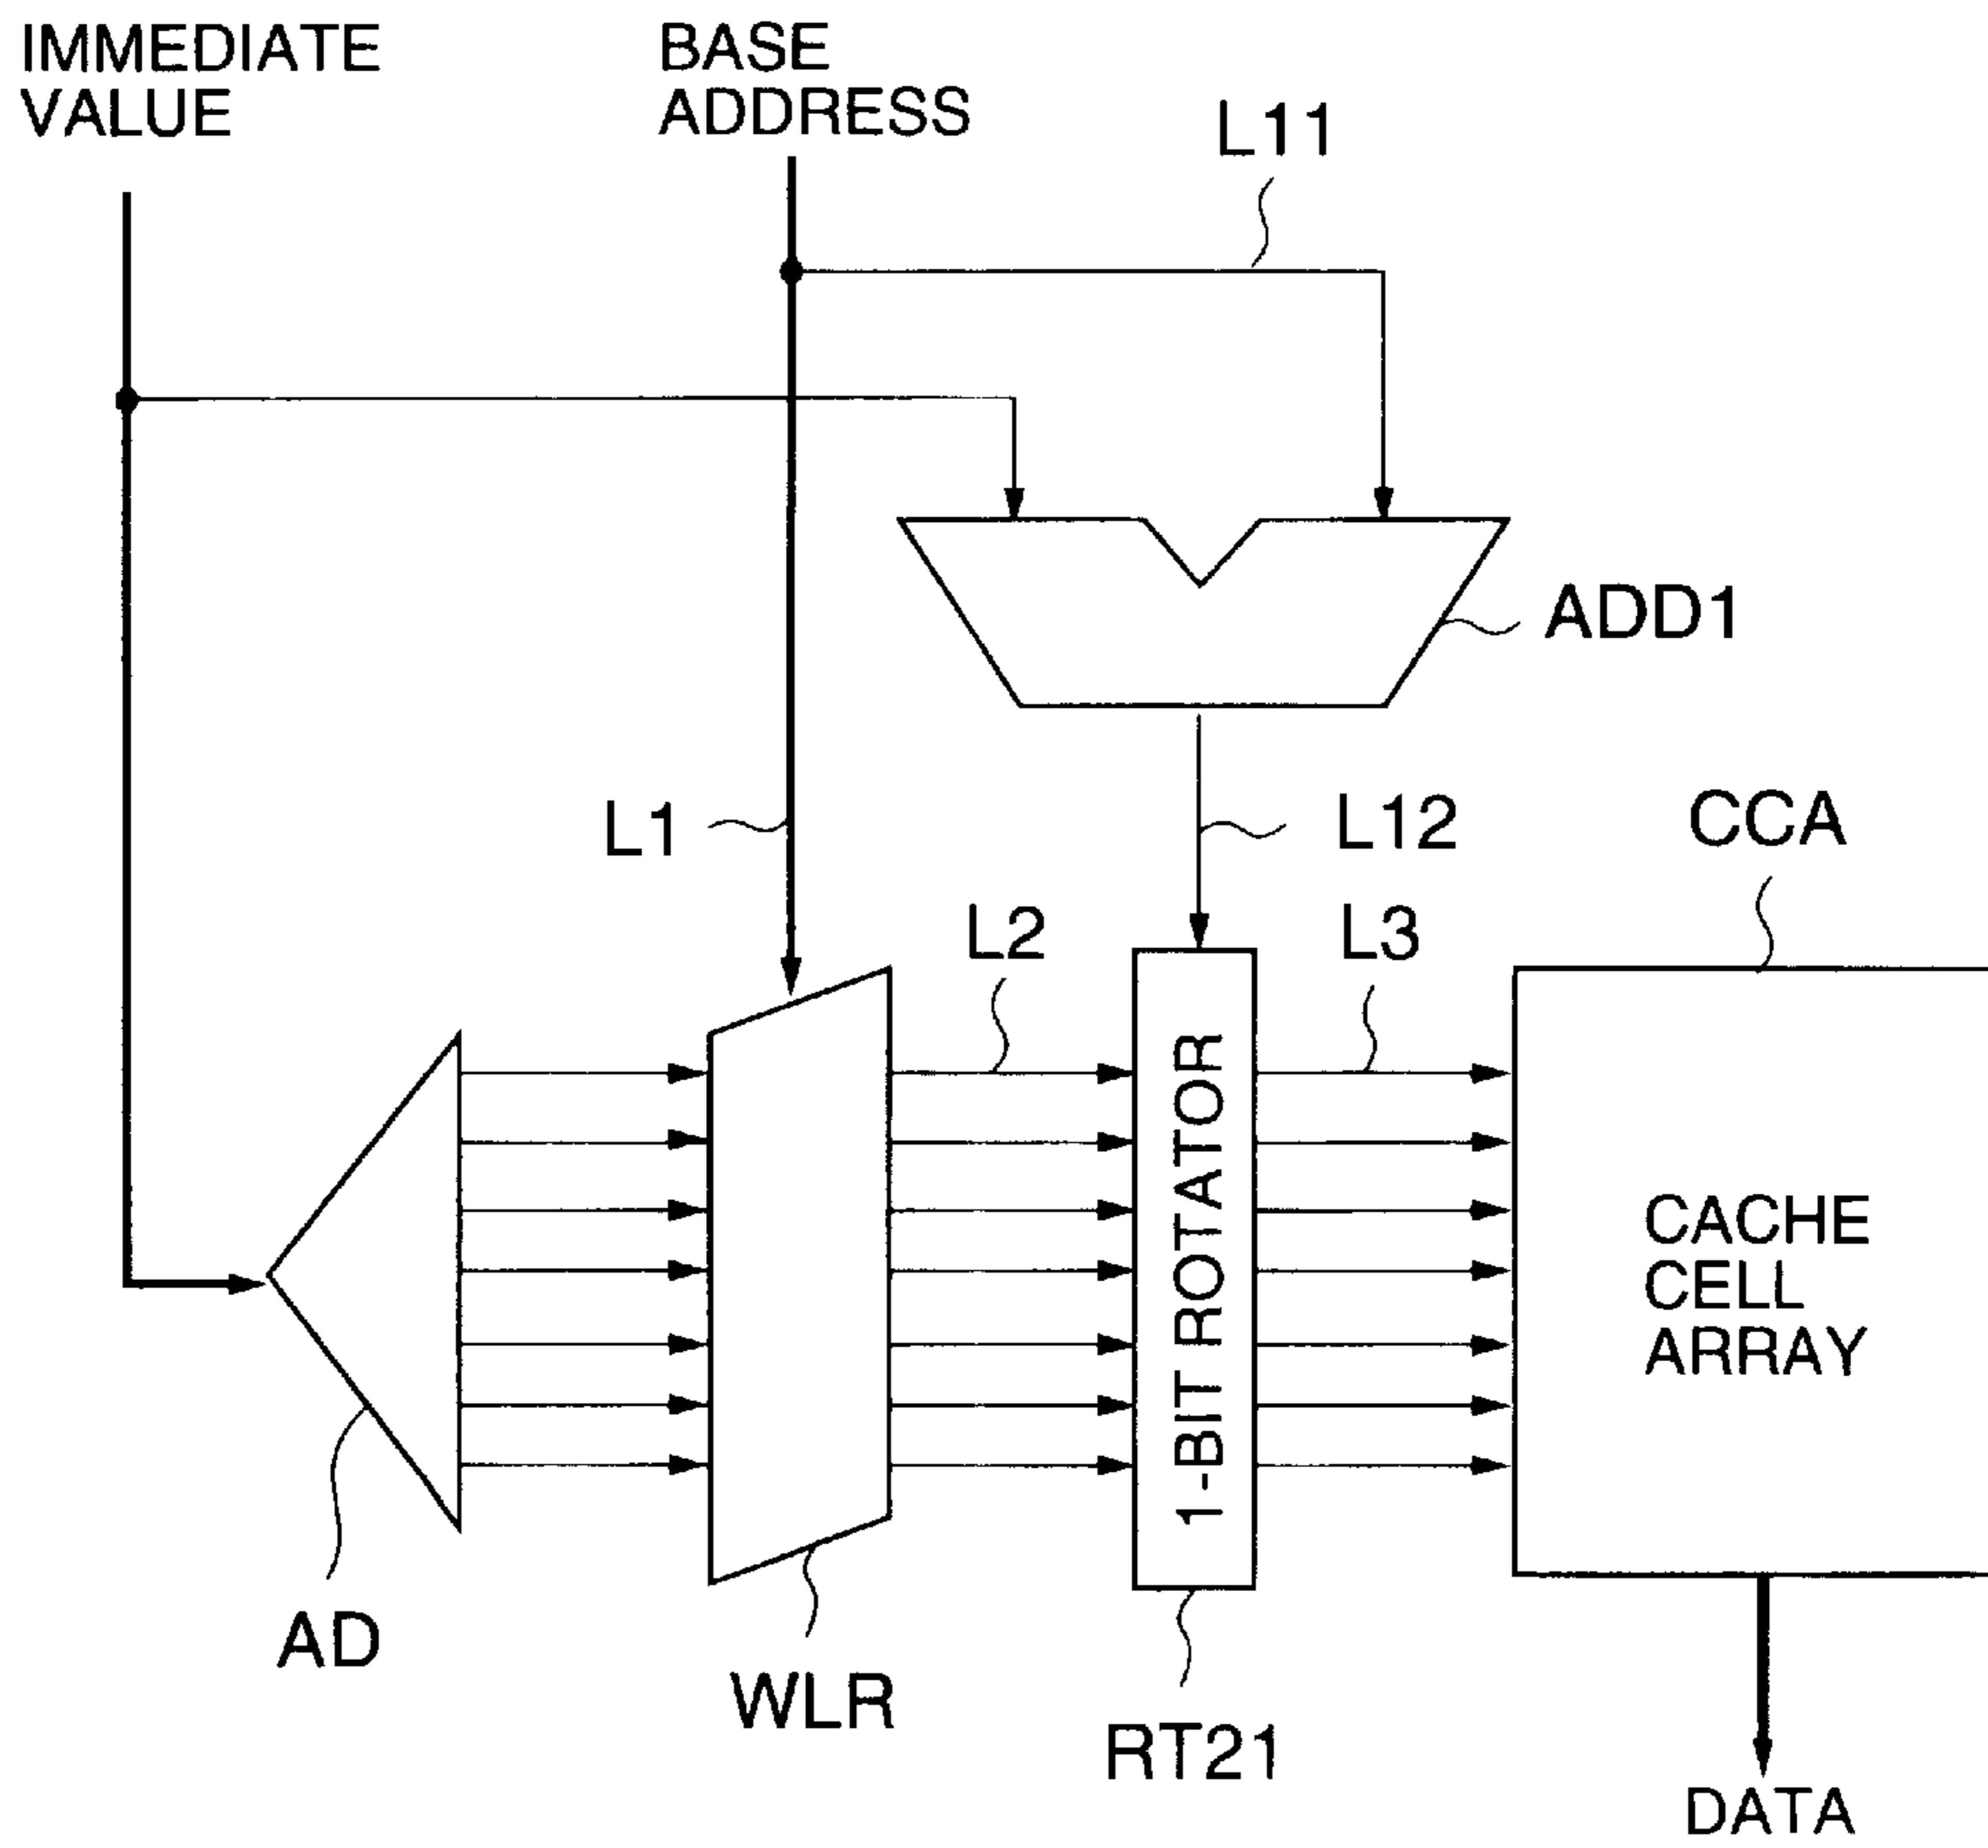 IMMEDIATE
VALUE
BASE
ADDRESS
L11
ADD1
L1
L12
CCA
L2
L3
1-BIT ROTATOR
CACHE
CELL
ARRAY
AD
WLR
RT21
DATA